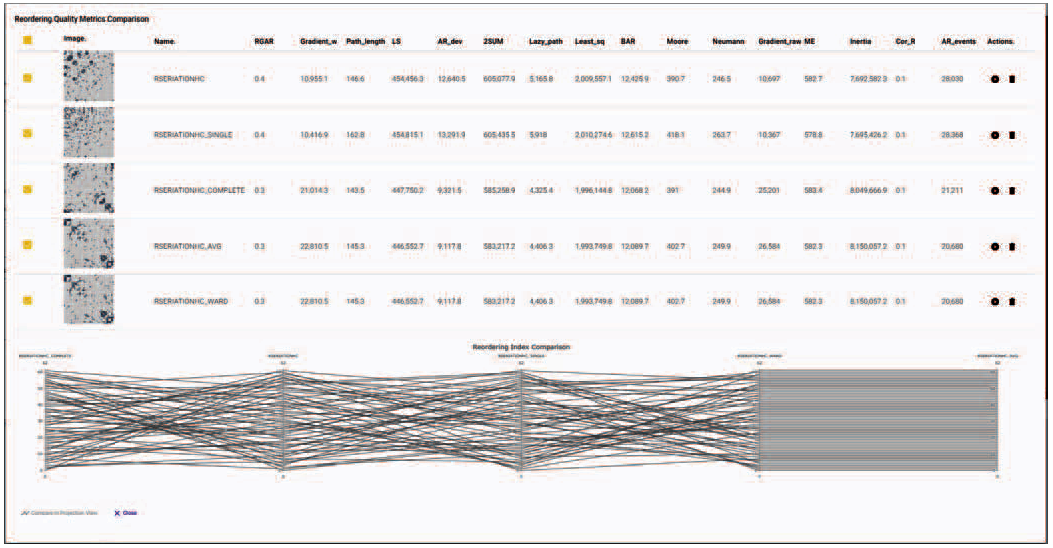 Reordering Quality Metrics Comparison
Image. Name. RGAR Gradient_w Path_length LS AR_dev 2SUM Lazy_path Least_sq BAR Moore Neumann Gradient_raw ME Inertia Cor_R AR_events Actions.
RSERIATIONHC 0.4 10,955.1 146.6 454,456.3 12,640.5 605,077.9 5,165.8 2,009,557.1 12,425.9 390.7 246.5 10,697 582.7 7,692,582.3 0.1 28,030
RSERIATIONHC_SINGLE 0.4 10,416.9 162.8 454,815.1 13,291.9 605,435.5 5,918 2,010,274.6 12,615.2 418.1 263.7 10,367 578.8 7,695,426.2 0.1 28,368
RSERIATIONHC_COMPLETE 0.3 21,014.3 143.5 447,750.2 9,321.5 585,258.9 4,325.4 1,996,144.8 12,068.2 391 244.9 25,201 583.4 8,049,666.9 0.1 21,211
RSERIATIONHC_AVG 0.3 22,810.5 145.3 446,552.7 9,117.8 583,217.2 4,406.3 1,993,749.8 12,089.7 402.7 249.9 26,584 582.3 8,150,057.2 0.1 20,680
RSERIATIONHC_WARD 0.3 22,810.5 145.3 446,552.7 9,117.8 583,217.2 4,406.3 1,993,749.8 12,089.7 402.7 249.9 26,584 582.3 8,150,057.2 0.1 20,680
Reordering Index Comparison
RSERIATIONHC_COMPLETE RSERIATIONHC RSERIATIONHC_SINGLE RSERIATIONHC_WARD
Compare in Projection View Close